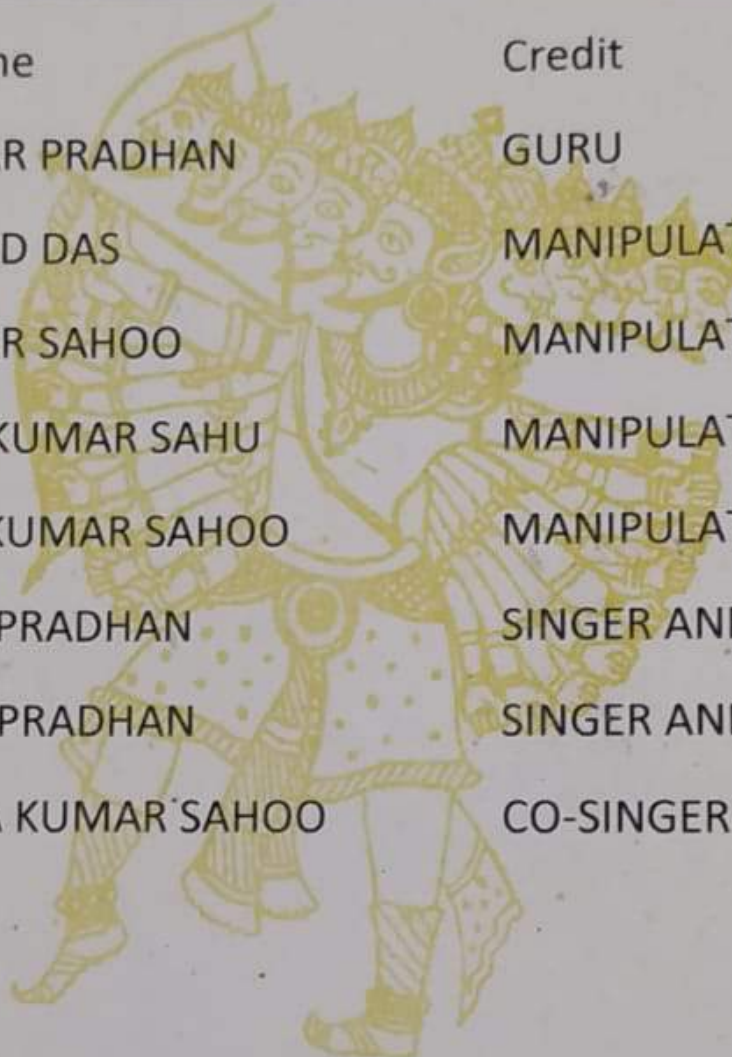 ne Credit
R PRADHAN GURU
D DAS MANIPULAT
R SAHOO MANIPULAT
KUMAR SAHU MANIPULAT
KUMAR SAHOO MANIPULAT
PRADHAN SINGER AN
PRADHAN SINGER AN
A KUMAR SAHOO CO-SINGER